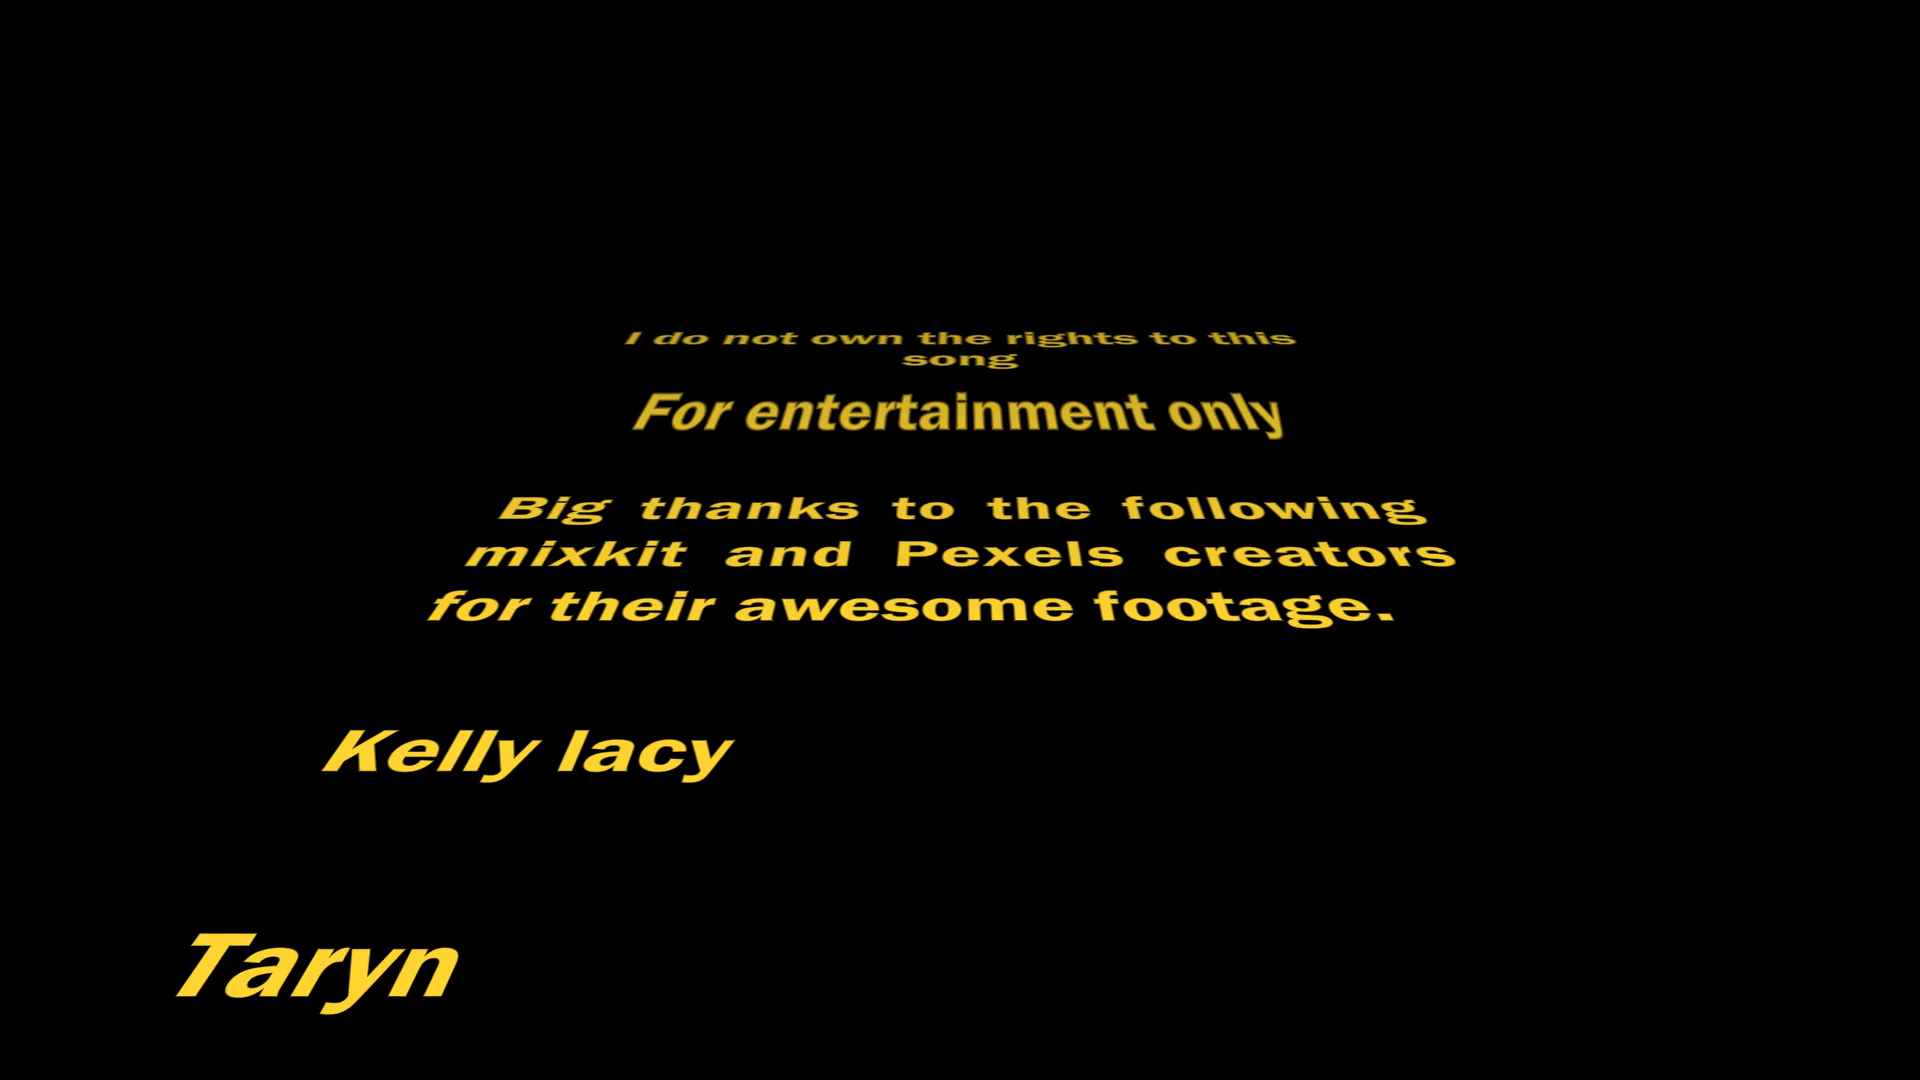 I do not own the rights to this
song
For entertainment only
Big thanks to the following
mixkit and Pexels creators
for their awesome footage.
Kelly lacy
Taryn